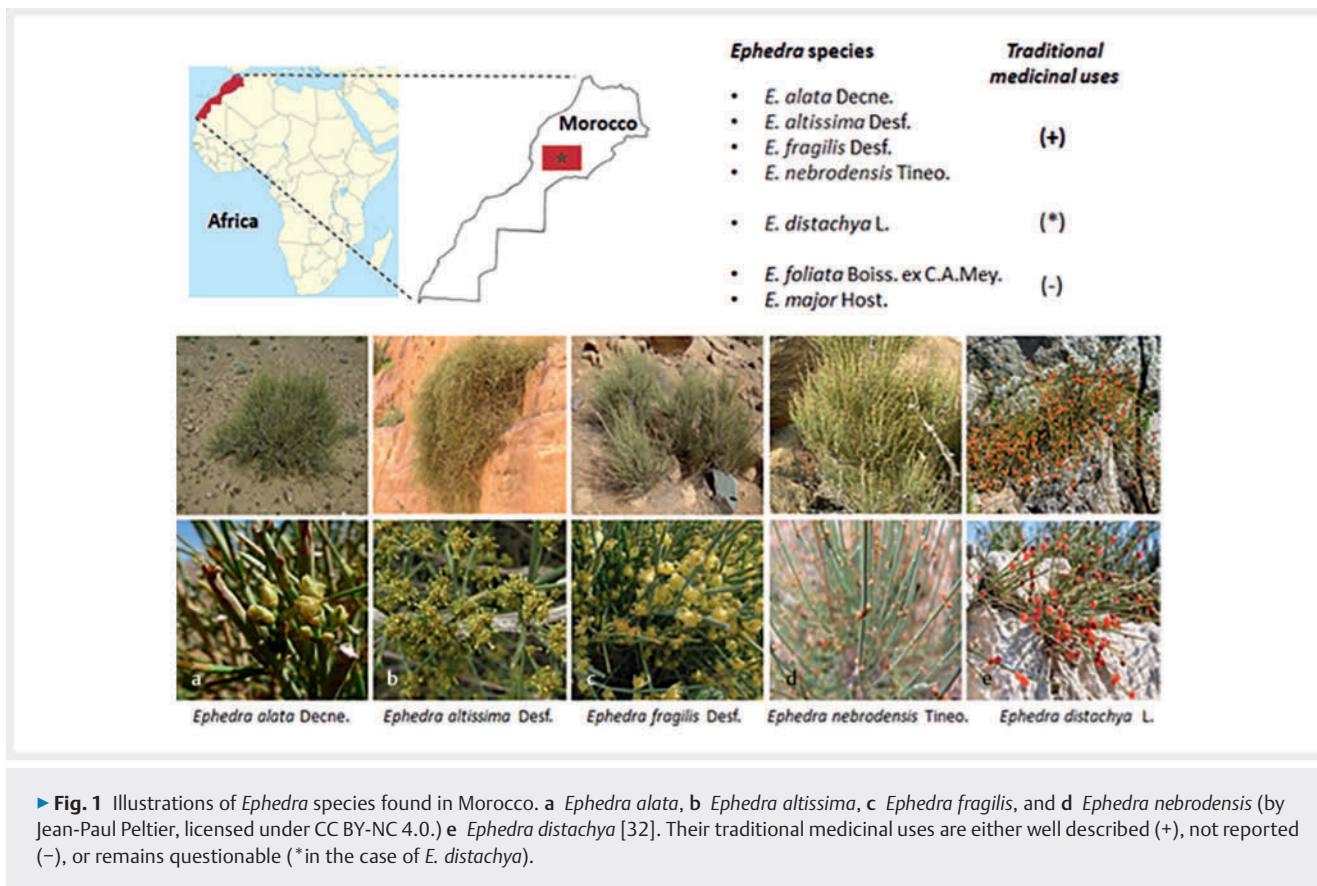 Ephedra species
Traditional
medicinal uses
• E. alata Decne.
• E. altissima Desf.
• E. fragilis Desf.
• E. nebrodensis Tineo.
(+)
• E. distachya L.
(*)
• E. foliata Boiss. ex C.A.Mey.
• E. major Host.
(-)
Africa
Morocco
a
b
c
d
e
Ephedra alata Decne.
Ephedra altissima Desf.
Ephedra fragilis Desf.
Ephedra nebrodensis Tineo.
Ephedra distachya L.
► Fig. 1 Illustrations of Ephedra species found in Morocco. a Ephedra alata, b Ephedra altissima, c Ephedra fragilis, and d Ephedra nebrodensis (by
Jean-Paul Peltier, licensed under CC BY-NC 4.0.) e Ephedra distachya [32]. Their traditional medicinal uses are either well described (+), not reported
(−), or remains questionable (*in the case of E. distachya).